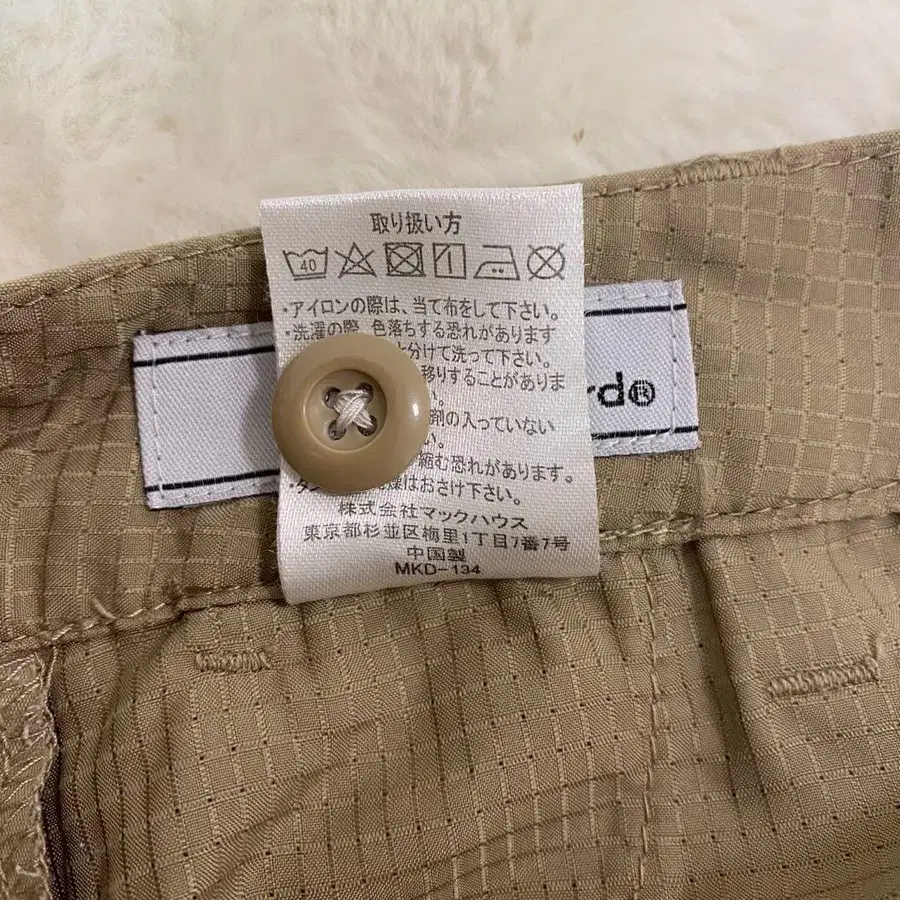 取り扱い方
40
・アイロンの際は、当て布をして下さい。
・洗濯の際、色落ちする恐れがあります
と分けて洗って下さい。
移りすることがありま
剤の入っていない
い。
縮む恐れがあります。
・タン 燥はおさけ下さい。
株式会社マックハウス
東京都杉並区梅里1丁目7番7号
中国製
MKD-134
rd®